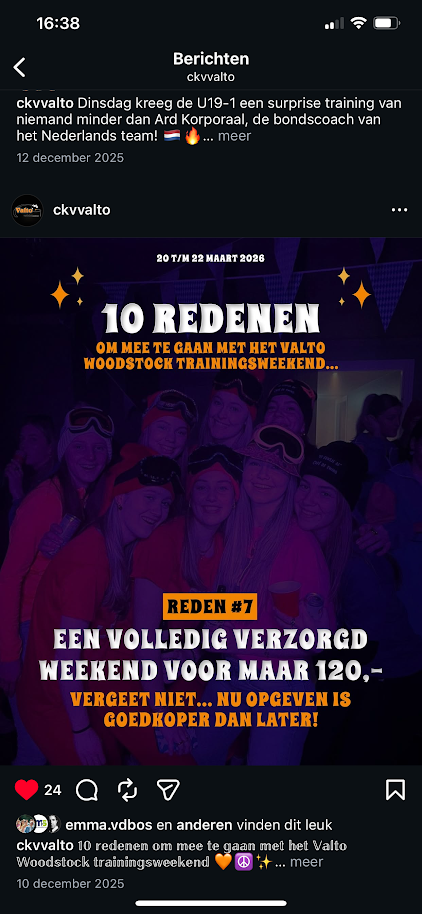 16:38
Berichten
ckvvalto
ckvvalto Dinsdag kreeg de U19-1 een surprise training van
niemand minder dan Ard Korporaal, de bondscoach van
het Nederlands team! 🇳🇱🔥... meer
12 december 2025
Valto
ckvvalto
20 T/M 22 MAART 2026
10 REDENEN
OM MEE TE GAAN MET HET VALTO
WOODSTOCK TRAININGSWEEKEND...
REDEN #7
EEN VOLLEDIG VERZORGD
WEEKEND VOOR MAAR 120,-
VERGEET NIET... NU OPGEVEN IS
GOEDKOPER DAN LATER!
24
emma.vdbos en anderen vinden dit leuk
ckvvalto 𝟙𝟘 𝕣𝕖𝕕𝕖𝕟𝕖𝕟 𝕠𝕞 𝕞𝕖𝕖 𝕥𝕖 𝕘𝕒𝕒𝕟 𝕞𝕖𝕥 𝕙𝕖𝕥 𝕍𝕒𝕝𝕥𝕠
𝕎𝕠𝕠𝕕𝕤𝕥𝕠𝕔𝕜 𝕥𝕣𝕒𝕚𝕟𝕚𝕟𝕘𝕤𝕨𝕖𝕖𝕜𝕖𝕟𝕕 🧡☮️✨... meer
10 december 2025